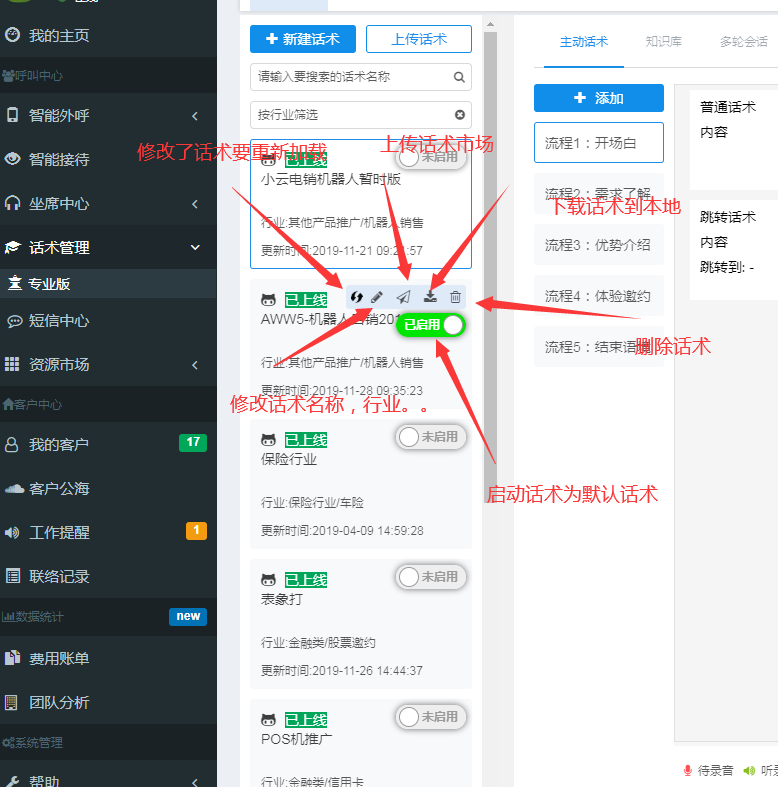 在线
我的主页
呼叫中心
智能外呼
智能接待
坐席中心
话术管理
专业版
短信中心
资源市场
客户中心
我的客户
17
客户公海
工作提醒
1
联络记录
数据统计
new
费用账单
团队分析
系统管理
帮助
新建话术
上传话术
请输入要搜索的话术名称
按行业筛选
修改了话术要重新加载
上传话术市场
已上线
未启用
小云电销机器人暂时版
行业:其他产品推广/机器人销售
更新时间:2019-11-21 09:21:57
下载话术到本地
已上线
AWW5-机器人营销201
已启用
行业:其他产品推广/机器人销售
更新时间:2019-11-28 09:35:23
删除话术
修改话术名称，行业。。
已上线
未启用
保险行业
行业:保险行业/车险
更新时间:2019-04-09 14:59:28
启动话术为默认话术
已上线
未启用
表象打
行业:金融类/股票邀约
更新时间:2019-11-26 14:44:37
已上线
未启用
POS机推广
行业:金融类/信用卡
主动话术
知识库
多轮会话
添加
流程1：开场白
流程2：需求了解
流程3：优势介绍
流程4：体验邀约
流程5：结束语
普通话术
内容
跳转话术
内容
跳转到: -
待录音
听录